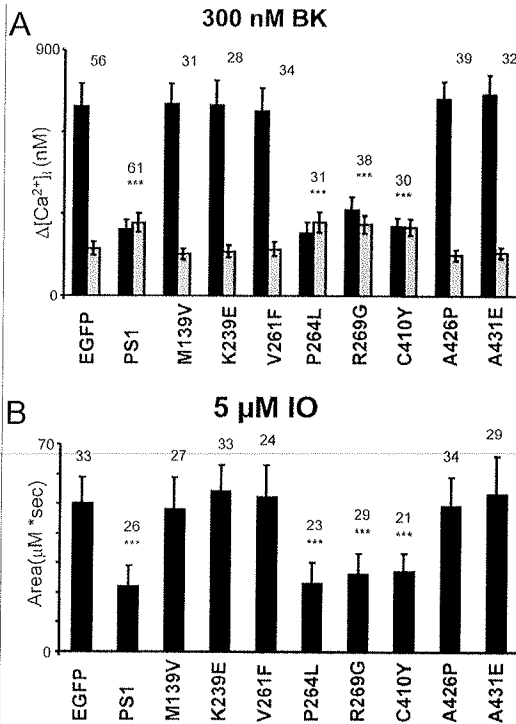 A
300 nM BK
900
56
31
28
34
39
32
61
31
38
30
***
***
***
***
Δ[Ca²⁺]ᵢ (nM)
0
EGFP
PS1
M139V
K239E
V261F
P264L
R269G
C410Y
A426P
A431E
B
5 µM IO
70
33
27
33
24
34
29
26
23
29
21
***
***
***
***
Area(µM *sec)
EGFP
PS1
M139V
K239E
V261F
P264L
R269G
C410Y
A426P
A431E